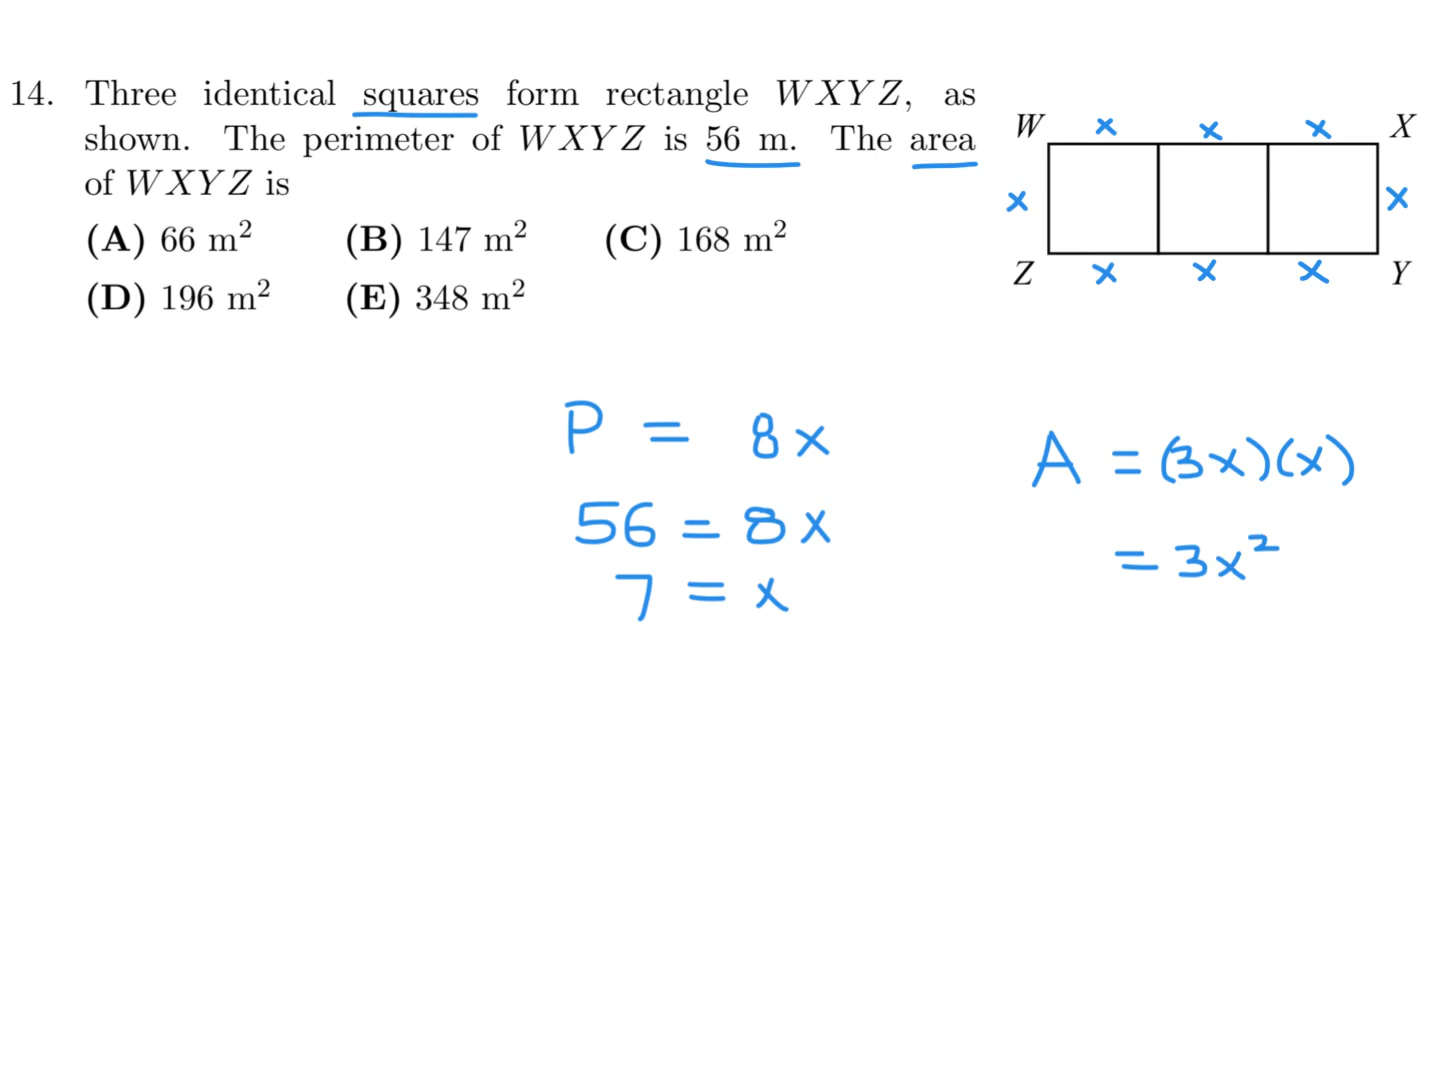 14. Three identical squares form rectangle WXYZ, as
shown. The perimeter of WXYZ is 56 m. The area
of WXYZ is
(A) 66 m² (B) 147 m² (C) 168 m²
(D) 196 m² (E) 348 m²
W x x x X
x x
Z x x x Y
P = 8x
56 = 8x
7 = x
A = (3x)(x)
= 3x²